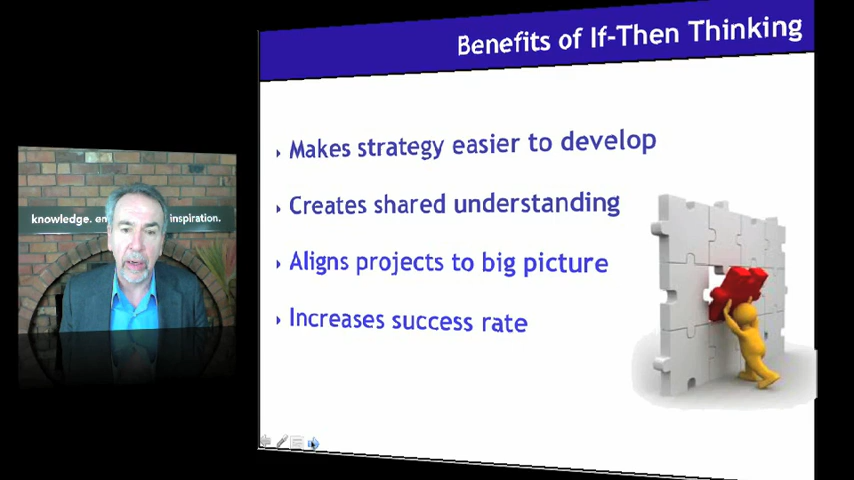 Benefits of If-Then Thinking
Makes strategy easier to develop
Creates shared understanding
Aligns projects to big picture
Increases success rate
knowledge. en inspiration.